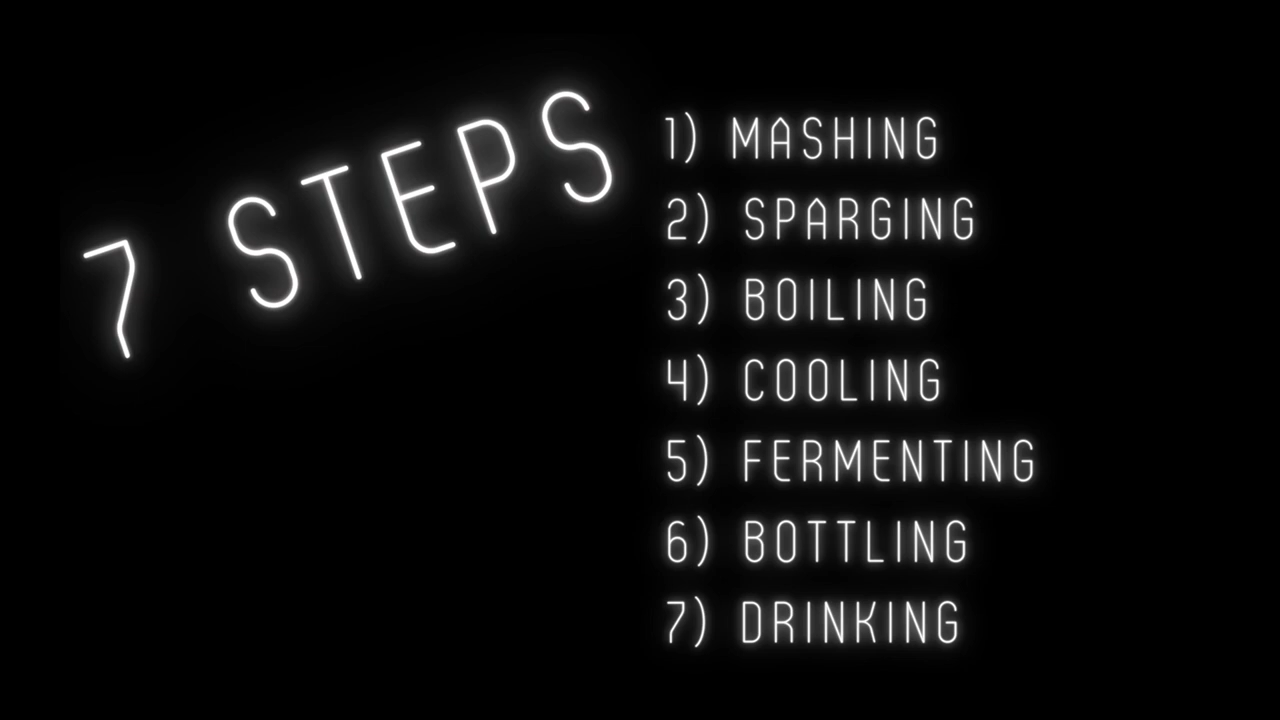 7 STEPS
1) MASHING
2) SPARGING
3) BOILING
4) COOLING
5) FERMENTING
6) BOTTLING
7) DRINKING